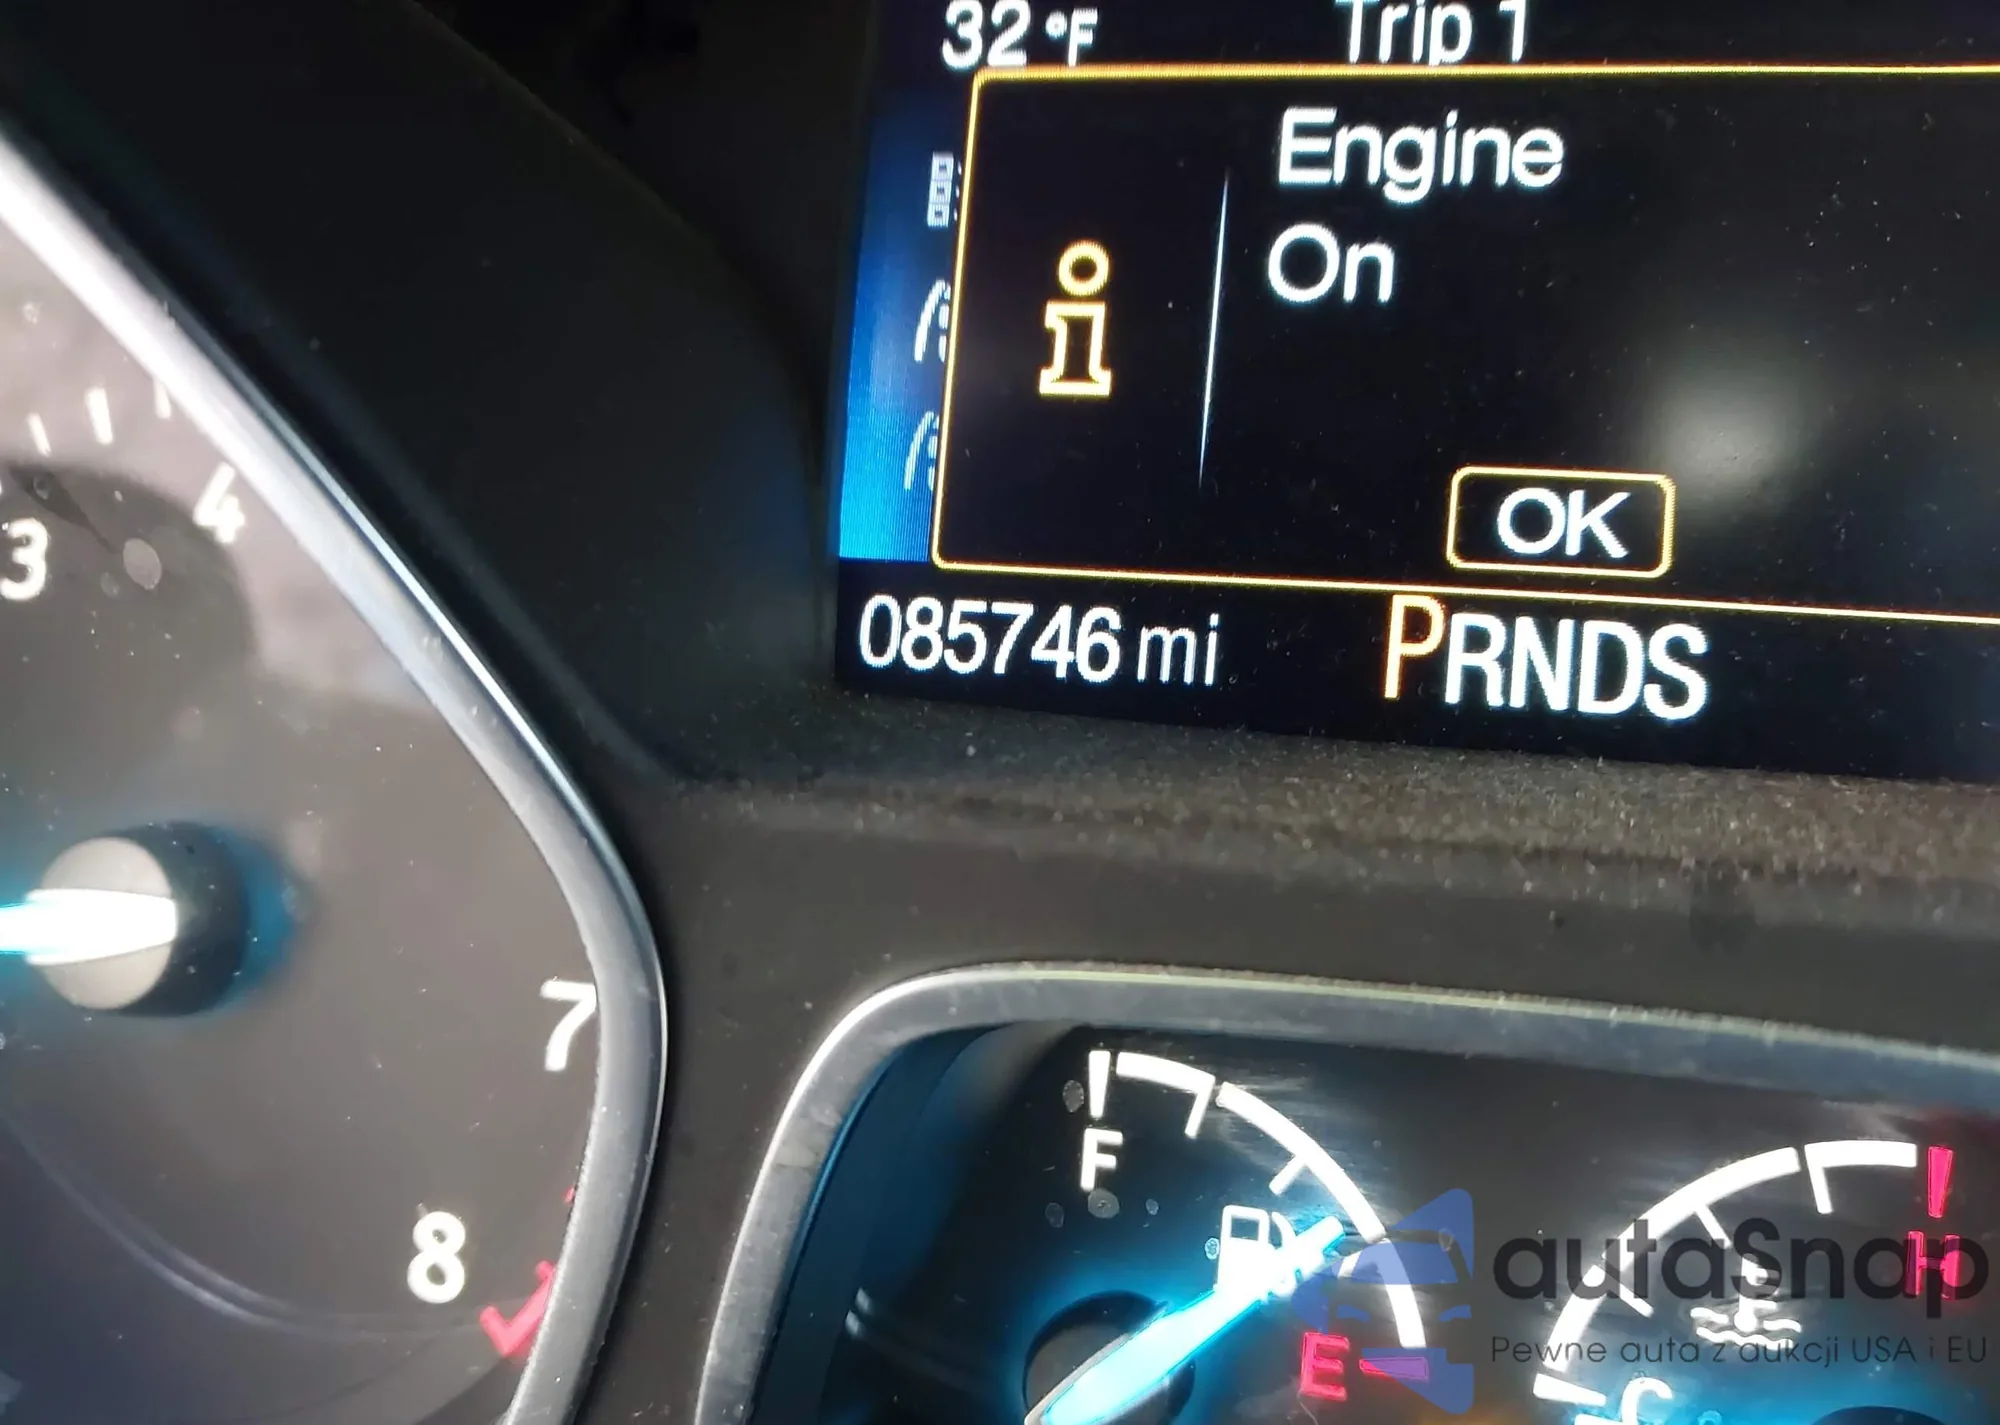 32 °F Trip 1
Engine
On
OK
085746 mi PRNDS
3
4
7
8
F
E
H
C
autaSnap
Pewne auta z aukcji USA i EU